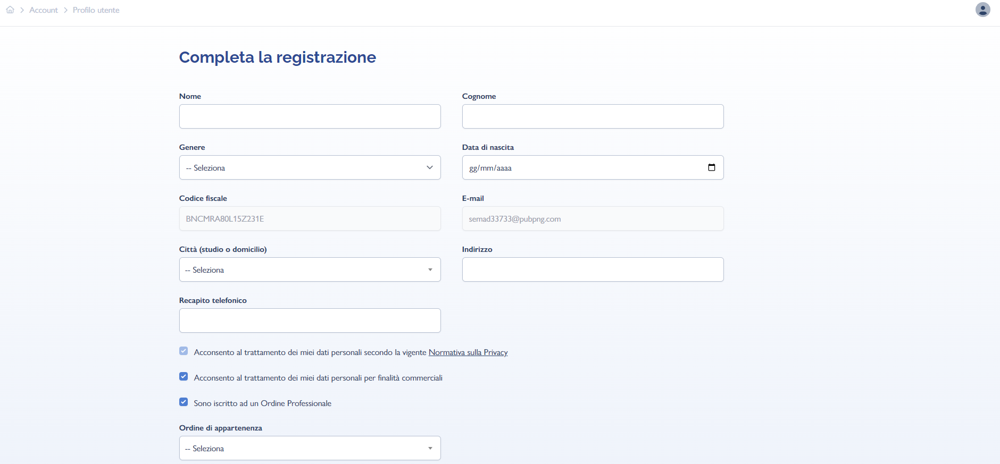 Account
Profilo utente
Completa la registrazione
Nome
Cognome
Genere
-- Seleziona
Data di nascita
gg/mm/aaaa
Codice fiscale
BNCMRA80L15Z231E
E-mail
semad33733@pubpng.com
Città (studio o domicilio)
-- Seleziona
Indirizzo
Recapito telefonico
Acconsento al trattamento dei miei dati personali secondo la vigente Normativa sulla Privacy
Acconsento al trattamento dei miei dati personali per finalità commerciali
Sono iscritto ad un Ordine Professionale
Ordine di appartenenza
-- Seleziona